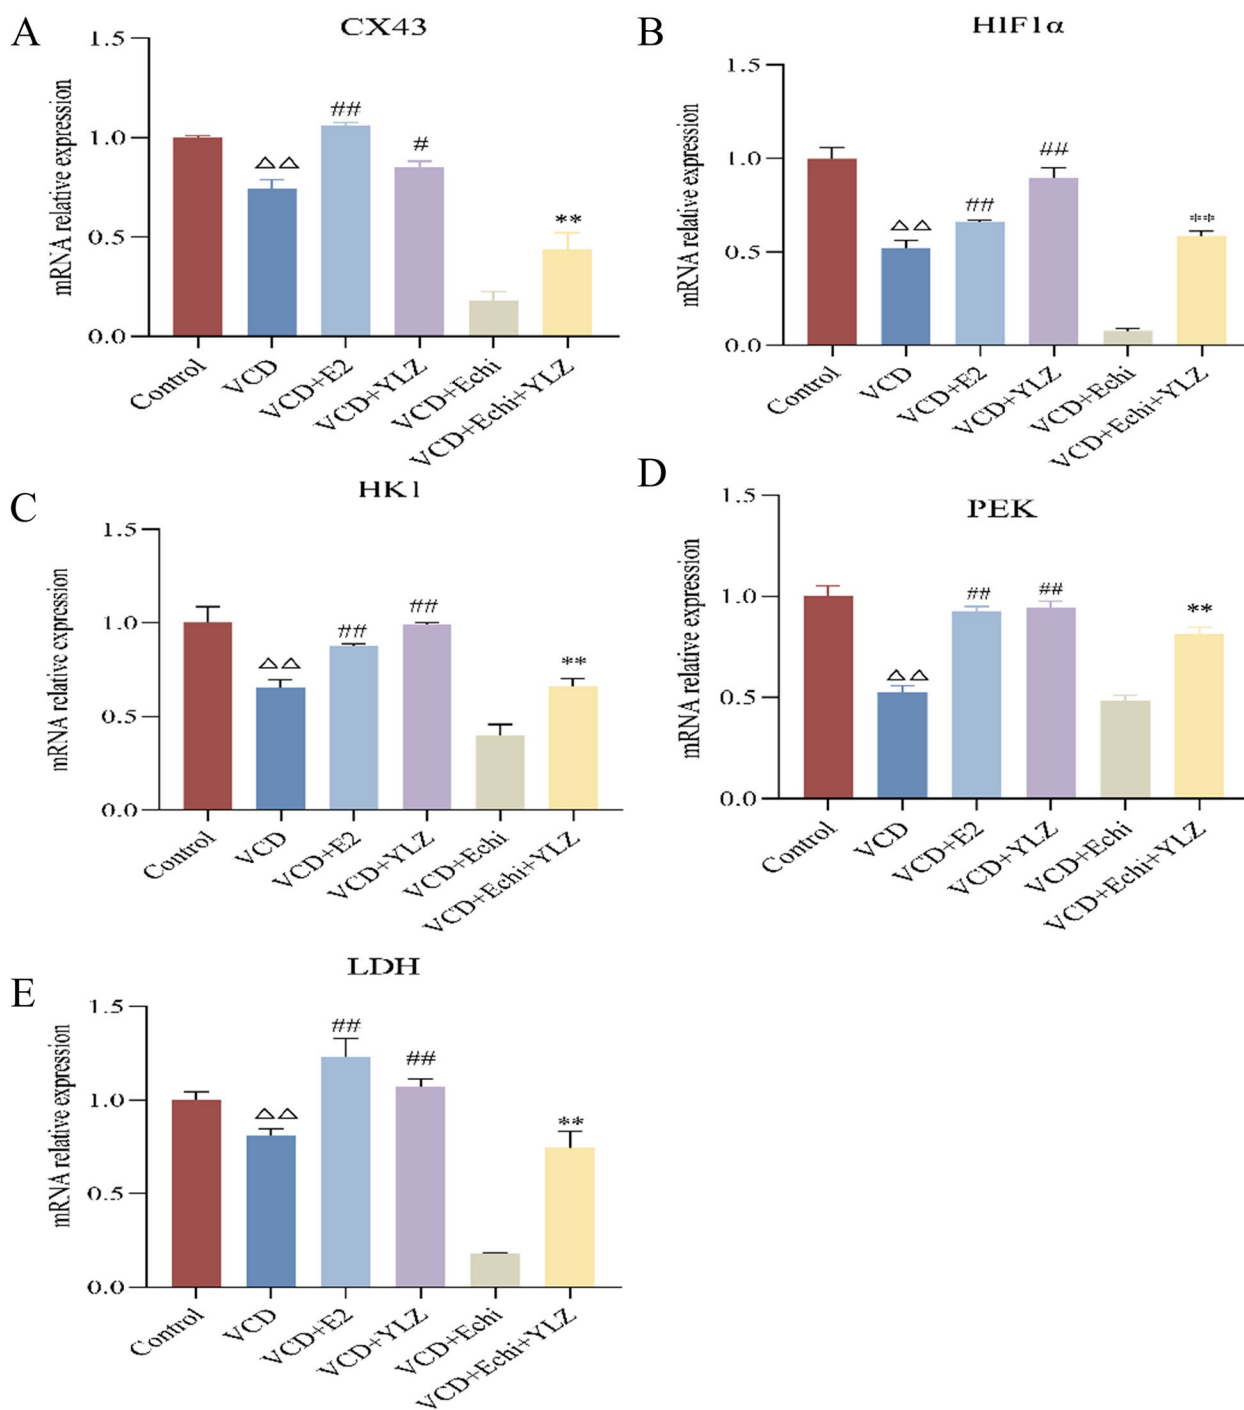 A
CX43
mRNA relative expression
1.5
1.0
0.5
0.0
△△
##
#
**
Control
VCD
VCD+E2
VCD+YLZ
VCD+Echi
VCD+Echi+YLZ
B
HIF1α
mRNA relative expression
1.5
1.0
0.5
0.0
△△
##
##
**
Control
VCD
VCD+E2
VCD+YLZ
VCD+Echi
VCD+Echi+YLZ
C
HK1
mRNA relative expression
1.5
1.0
0.5
0.0
△△
##
##
**
Control
VCD
VCD+E2
VCD+YLZ
VCD+Echi
VCD+Echi+YLZ
D
PEK
mRNA relative expression
1.5
1.0
0.5
0.0
△△
##
##
**
Control
VCD
VCD+E2
VCD+YLZ
VCD+Echi
VCD+Echi+YLZ
E
LDH
mRNA relative expression
1.5
1.0
0.5
0.0
△△
##
##
**
Control
VCD
VCD+E2
VCD+YLZ
VCD+Echi
VCD+Echi+YLZ